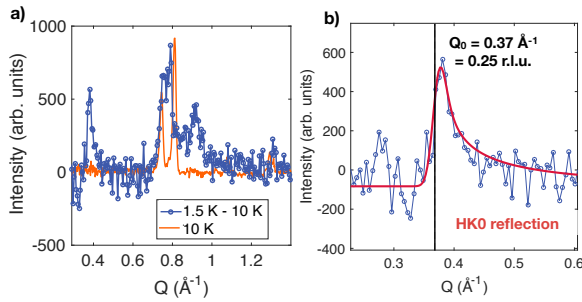 a)
Intensity (arb. units)
1000
500
0
-500
0.4 0.6 0.8 1 1.2
Q (Å⁻¹)
1.5 K - 10 K
10 K
b)
Intensity (arb. units)
600
400
200
0
-200
-400
0.3 0.4 0.5 0.6
Q (Å⁻¹)
Q₀ = 0.37 Å⁻¹
= 0.25 r.l.u.
HK0 reflection